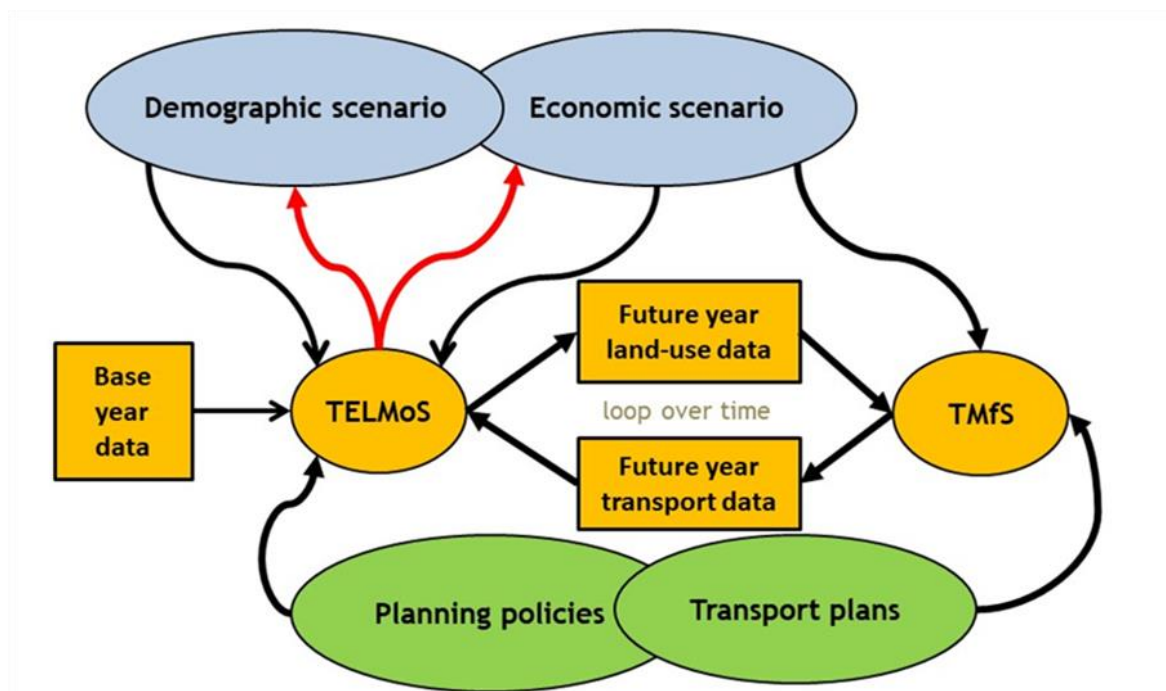 Demographic scenario
Economic scenario
Base
year
data
TELMoS
Future year
land-use data
loop over time
Future year
transport data
TMfS
Planning policies
Transport plans